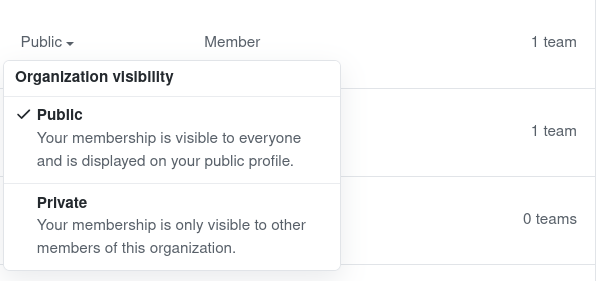 Public Member 1 team
Organization visibility
Public
Your membership is visible to everyone
and is displayed on your public profile.
1 team
Private
Your membership is only visible to other
members of this organization.
0 teams